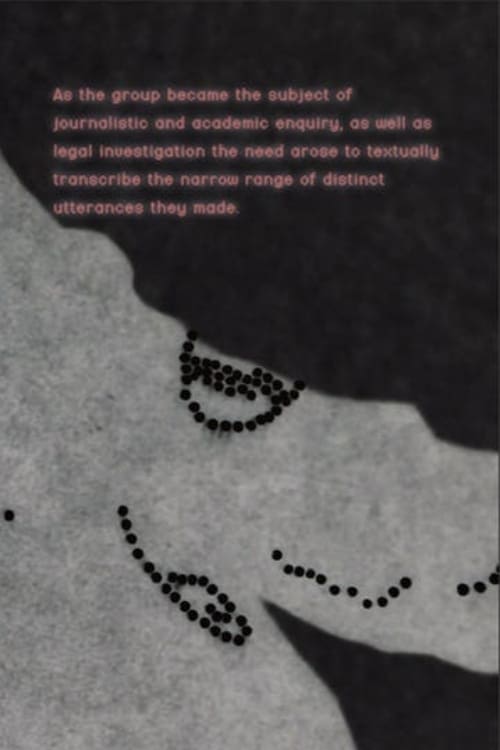 As the group became the subject of
journalistic and academic enquiry, as well as
legal investigation the need arose to textually
transcribe the narrow range of distinct
utterances they made.